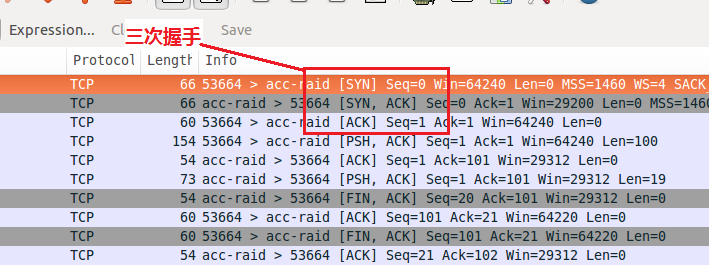 Expression... Cl Save
三次握手
Protocol Length Info
TCP 66 53664 > acc-raid [SYN] Seq=0 Win=64240 Len=0 MSS=1460 WS=4 SACK
TCP 66 acc-raid > 53664 [SYN, ACK] Seq=0 Ack=1 Win=29200 Len=0 MSS=1460
TCP 60 53664 > acc-raid [ACK] Seq=1 Ack=1 Win=64240 Len=0
TCP 154 53664 > acc-raid [PSH, ACK] Seq=1 Ack=1 Win=64240 Len=100
TCP 54 acc-raid > 53664 [ACK] Seq=1 Ack=101 Win=29312 Len=0
TCP 73 acc-raid > 53664 [PSH, ACK] Seq=1 Ack=101 Win=29312 Len=19
TCP 54 acc-raid > 53664 [FIN, ACK] Seq=20 Ack=101 Win=29312 Len=0
TCP 60 53664 > acc-raid [ACK] Seq=101 Ack=21 Win=64220 Len=0
TCP 60 53664 > acc-raid [FIN, ACK] Seq=101 Ack=21 Win=64220 Len=0
TCP 54 acc-raid > 53664 [ACK] Seq=21 Ack=102 Win=29312 Len=0